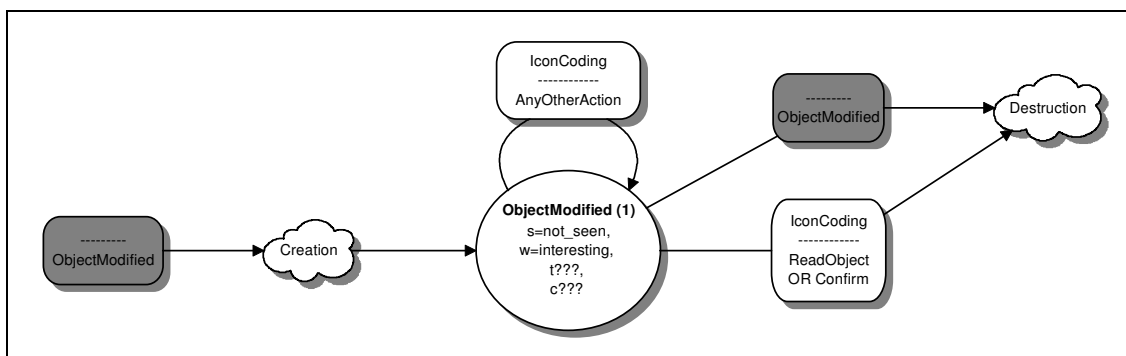 ---------
ObjectModified
Creation
IconCoding
------------
AnyOtherAction
ObjectModified (1)
s=not_seen,
w=interesting,
t???,
c???
---------
ObjectModified
IconCoding
------------
ReadObject
OR Confirm
Destruction